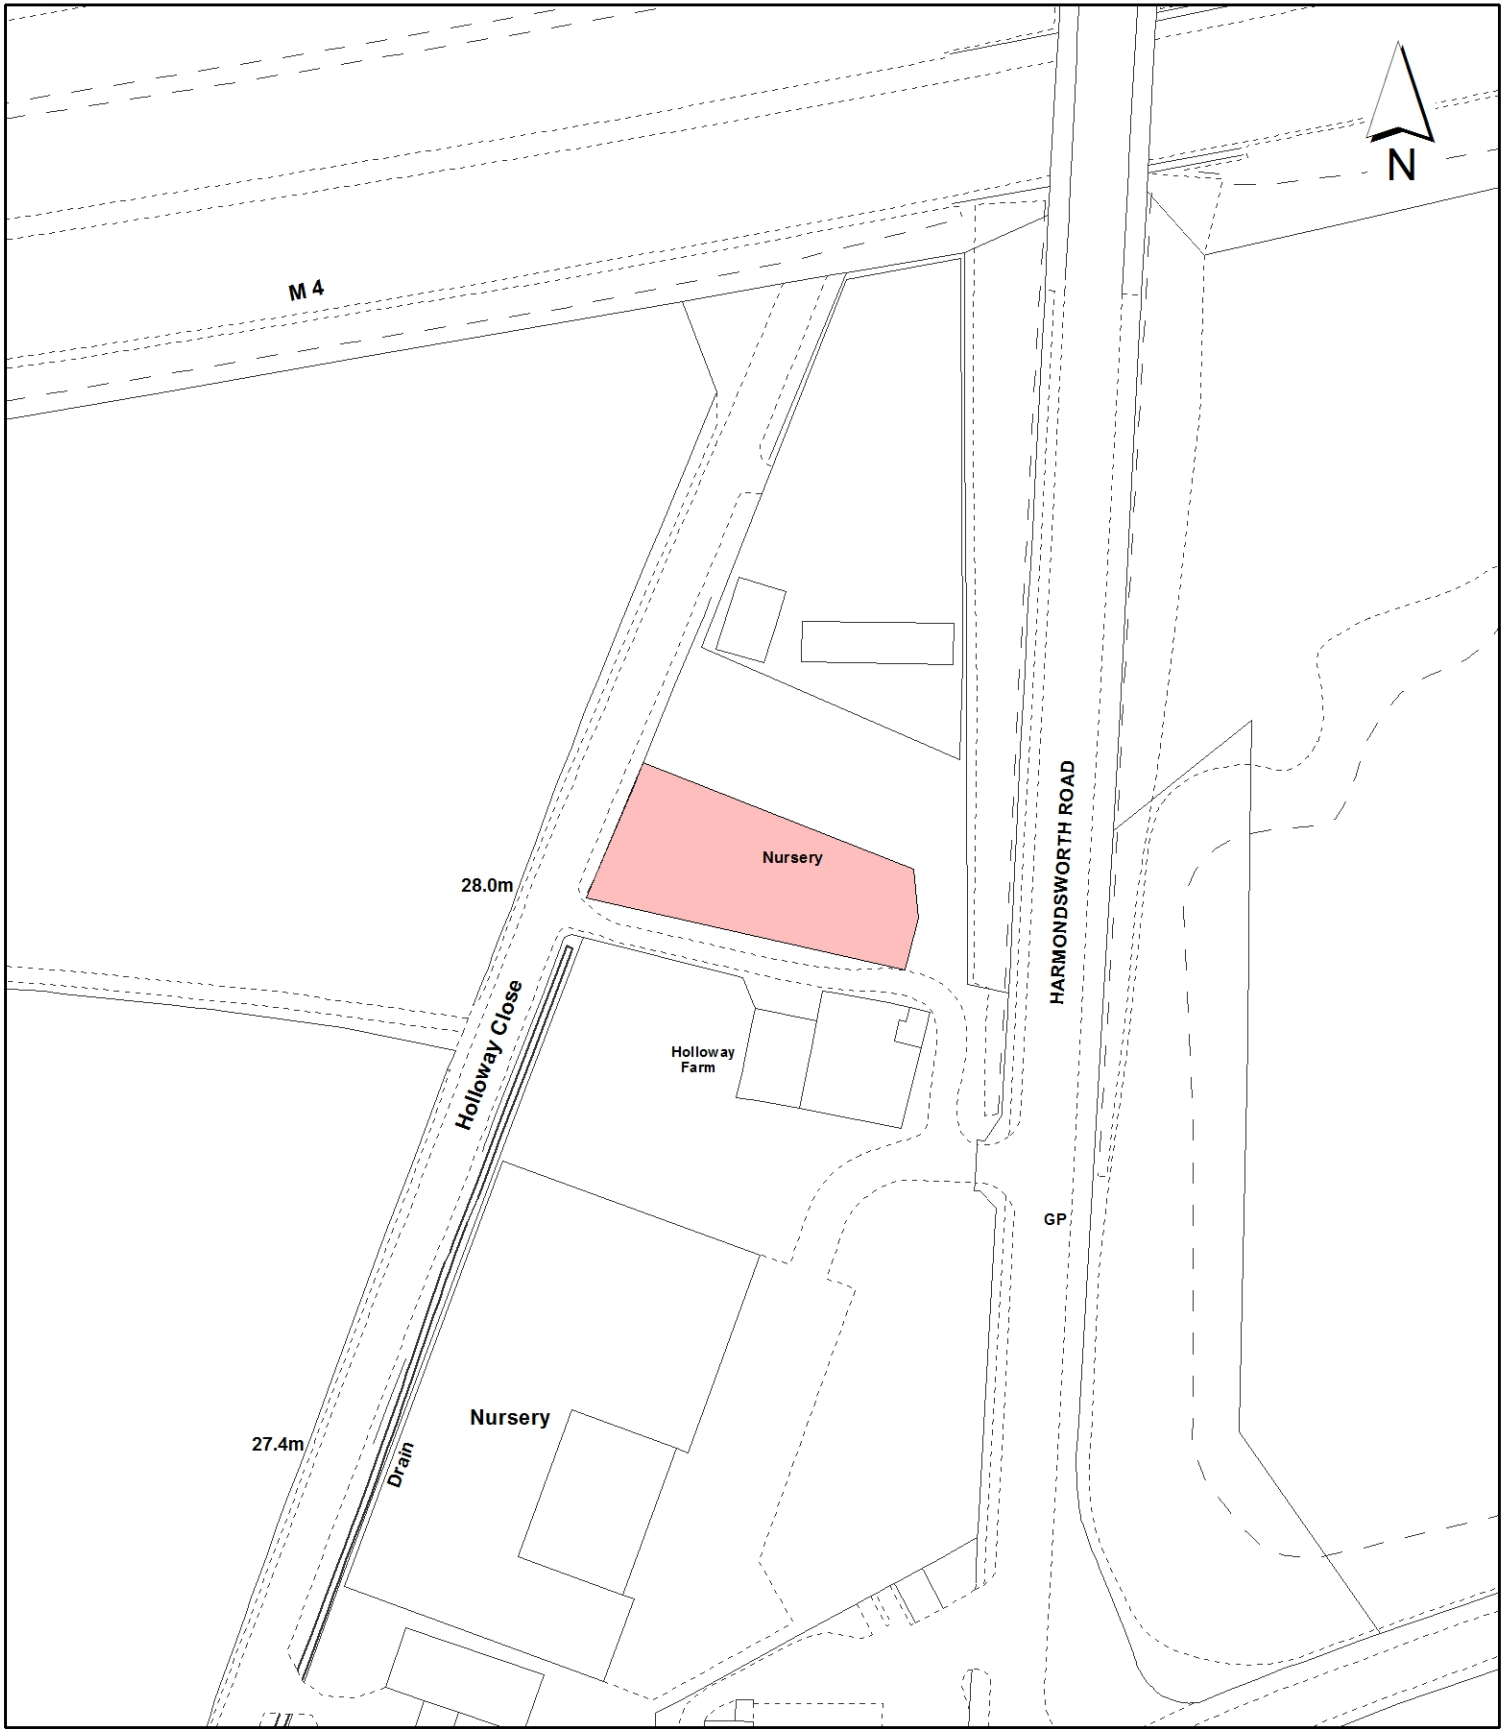 N
M 4
HARMONDSWORTH ROAD
Nursery
28.0m
Holloway Close
Holloway
Farm
GP
Nursery
27.4m
Drain